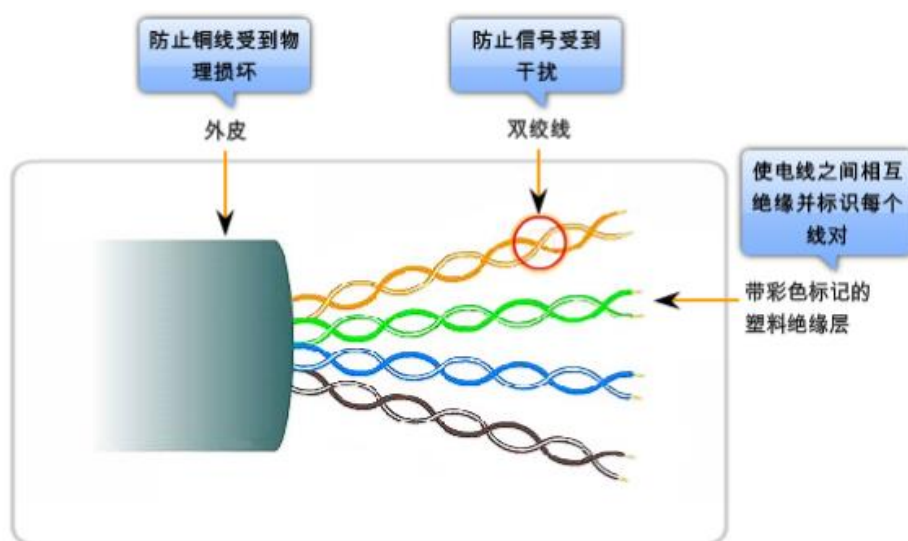 防止铜线受到物
理损坏
外皮
防止信号受到
干扰
双绞线
使电线之间相互
绝缘并标识每个
线对
带彩色标记的
塑料绝缘层